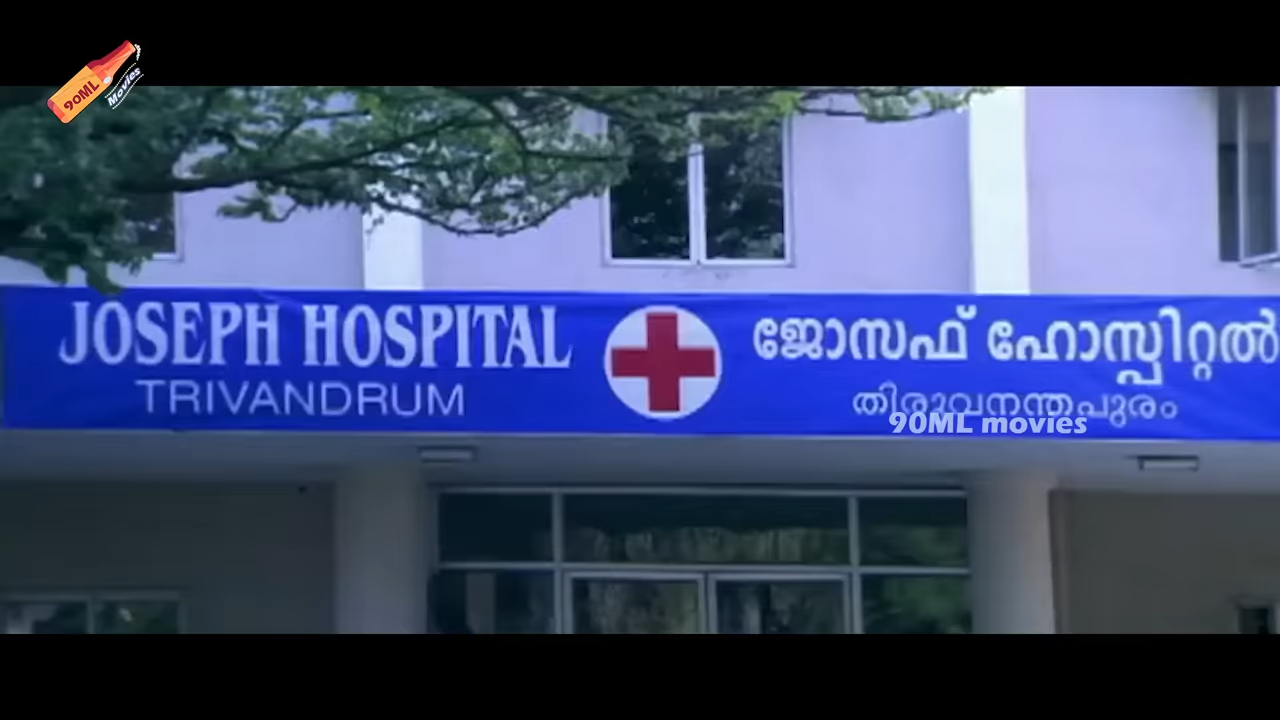 90ML
Movies
JOSEPH HOSPITAL
TRIVANDRUM
ജോസഫ് ഹോസ്പിറ്റൽ
തിരുവനന്തപുരം
90ML movies